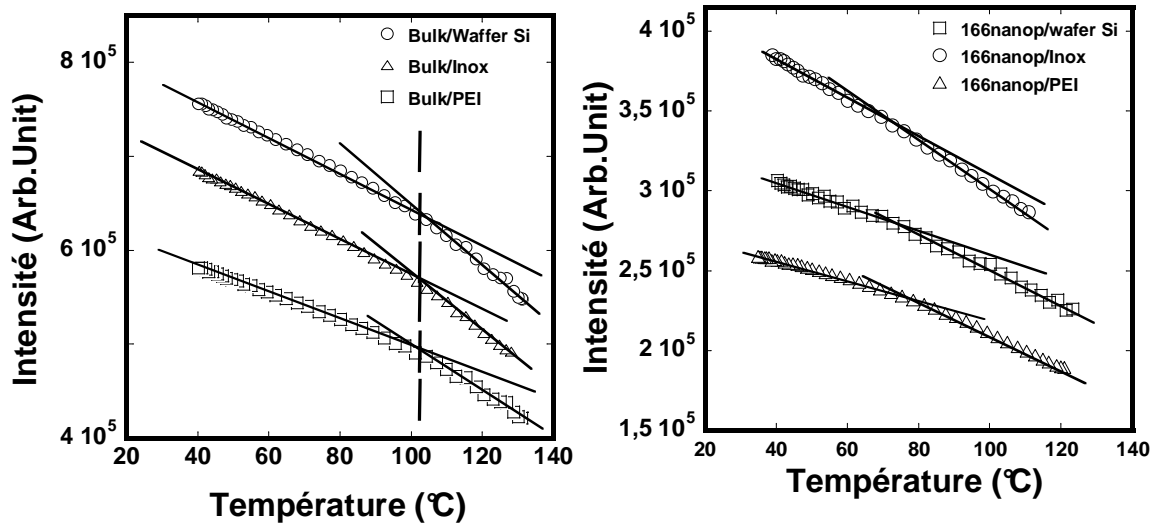 Intensité (Arb.Unit)
8 10⁵
6 10⁵
4 10⁵
Bulk/Waffer Si
Bulk/Inox
Bulk/PEI
20 40 60 80 100 120 140
Température (°C)
Intensité (Arb.Unit)
4 10⁵
3,5 10⁵
3 10⁵
2,5 10⁵
2 10⁵
1,5 10⁵
166nanop/wafer Si
166nanop/Inox
166nanop/PEI
20 40 60 80 100 120 140
Température (°C)